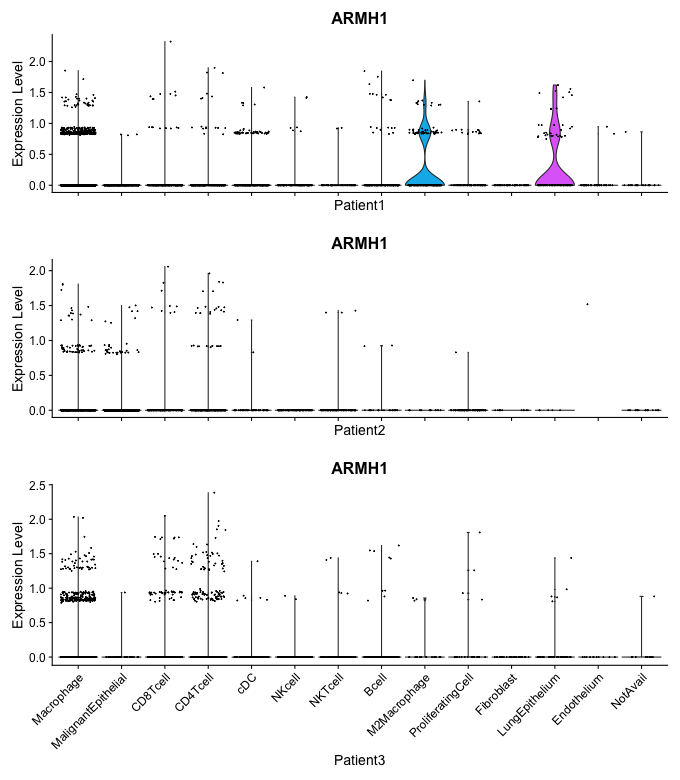 ARMH1
Expression Level
2.0
1.5
1.0
0.5
0.0
Patient1
ARMH1
Expression Level
2.0
1.5
1.0
0.5
0.0
Patient2
ARMH1
Expression Level
2.5
2.0
1.5
1.0
0.5
0.0
Macrophage
MalignantEpithelial
CD8Tcell
CD4Tcell
cDC
NKcell
NKTcell
Bcell
M2Macrophage
ProliferatingCell
Fibroblast
LungEpithelium
Endothelium
NotAvail
Patient3